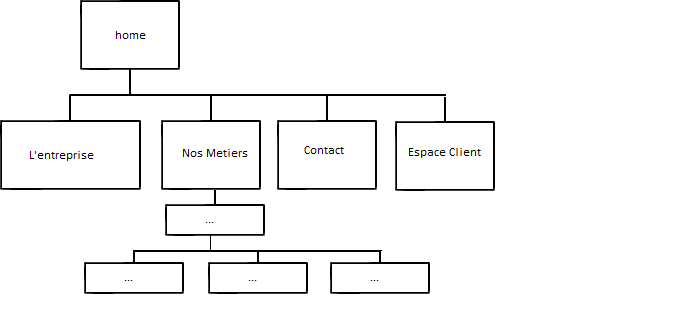 home
L'entreprise
Nos Metiers
Contact
Espace Client
...
...
...
...